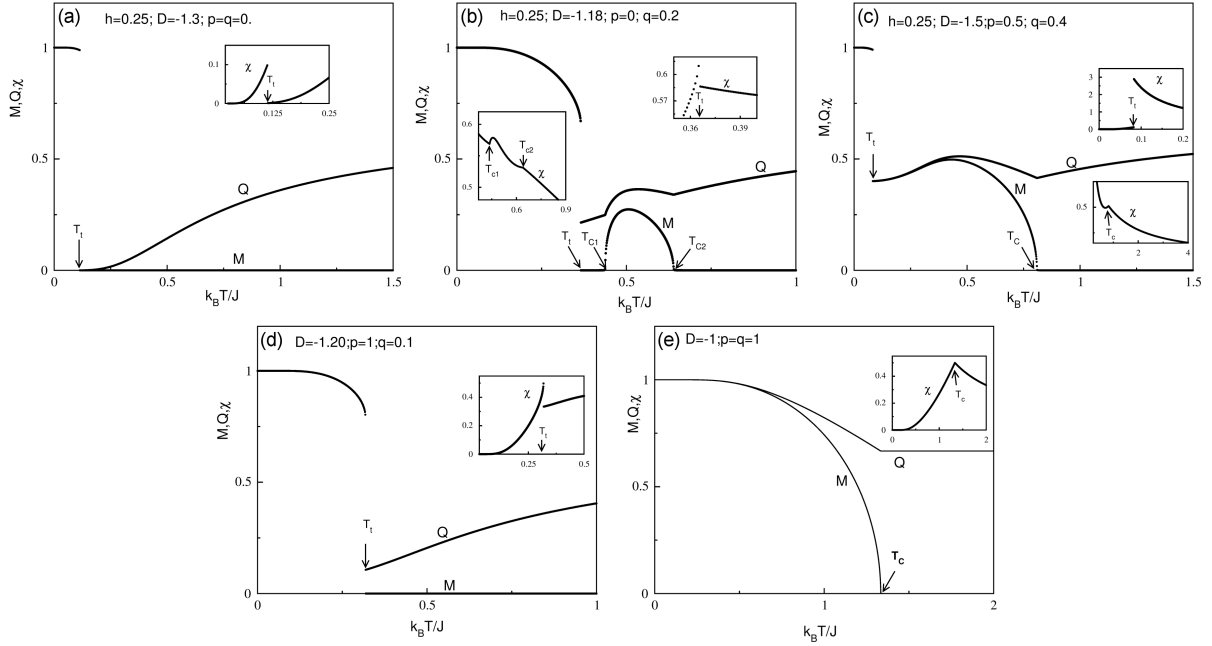 (a) h=0.25; D=-1.3; p=q=0.
M,Q,χ
1
0.5
0
0 0.5 1 1.5
k_BT/J
T_t
Q
M
0.1
0
χ
T_t
0.125 0.25
(b) h=0.25; D=-1.18; p=0; q=0.2
M,Q,χ
1
0.5
0
0 0.5 1
k_BT/J
T_t T_C1 T_C2
Q
M
0.6
0.57
χ
T_t
0.36 0.39
0.6
0.5
T_c1
T_c2
χ
0.6 0.9
(c) h=0.25; D=-1.5;p=0.5; q=0.4
M,Q,χ
1
0.5
0
0 0.5 1 1.5
k_BT/J
T_t
Q
M
T_C
3
2
1
0
χ
T_t
0 0.1 0.2
0.5
χ
T_c
2 4
(d) D=-1.20;p=1;q=0.1
M,Q,χ
1
0.5
0
0 0.5 1
k_BT/J
T_t
Q
M
0.4
0.2
0
χ
T_t
0.25 0.5
(e) D=-1;p=q=1
M,Q,χ
1
0.5
0
0 1 2
k_BT/J
Q
M
T_c
0.4
0.2
0
χ
T_c
0 1 2